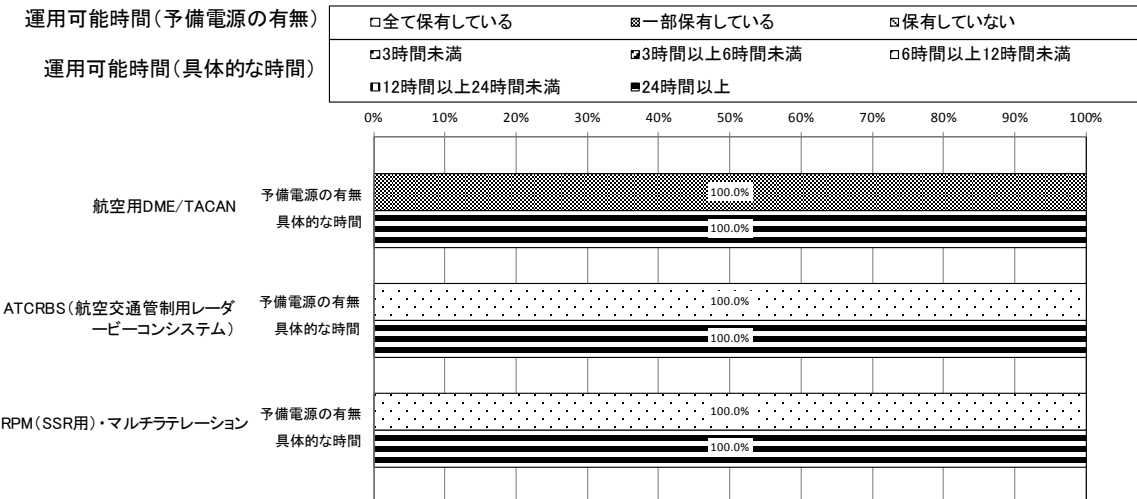 運用可能時間(予備電源の有無)
全て保有している 一部保有している 保有していない
運用可能時間(具体的な時間)
3時間未満 3時間以上6時間未満 6時間以上12時間未満
12時間以上24時間未満 24時間以上
0% 10% 20% 30% 40% 50% 60% 70% 80% 90% 100%
航空用DME/TACAN
予備電源の有無 100.0%
具体的な時間 100.0%
ATCRBS(航空交通管制用レーダ
ービーコンシステム)
予備電源の有無 100.0%
具体的な時間 100.0%
RPM(SSR用)・マルチラテレーション
予備電源の有無 100.0%
具体的な時間 100.0%